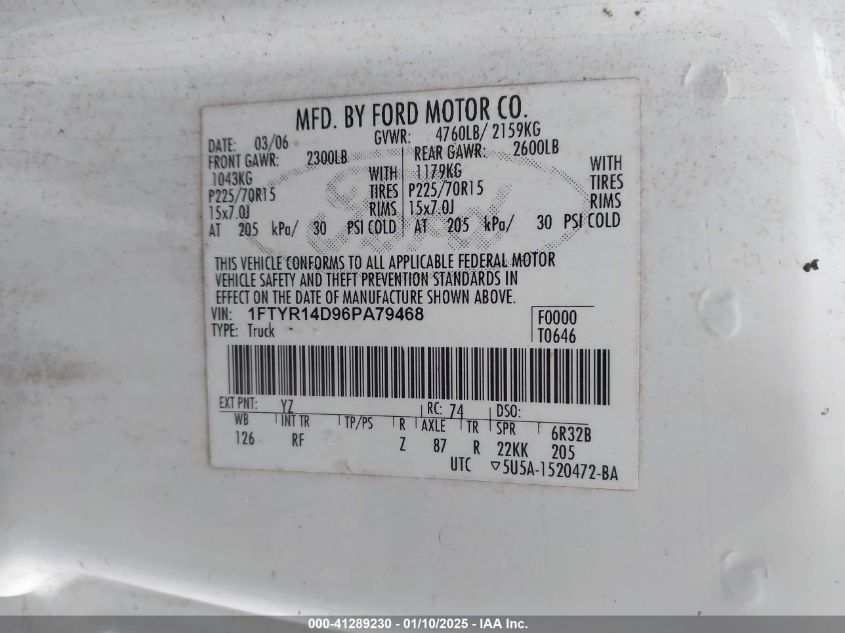 MFD. BY FORD MOTOR CO.
DATE: 03/06 GVWR: 4760LB/ 2159KG
FRONT GAWR: 2300LB REAR GAWR: 2600LB
1043KG WITH 1179KG WITH
P225/70R15 TIRES P225/70R15 TIRES
15x7.0J RIMS 15x7.0J RIMS
AT 205 kPa/ 30 PSI COLD AT 205 kPa/ 30 PSI COLD
THIS VEHICLE CONFORMS TO ALL APPLICABLE FEDERAL MOTOR
VEHICLE SAFETY AND THEFT PREVENTION STANDARDS IN
EFFECT ON THE DATE OF MANUFACTURE SHOWN ABOVE.
VIN: 1FTYR14D96PA79468 F0000
TYPE: Truck T0646
EXT PNT: YZ RC: 74 DSO:
WB INT TR TP/PS R AXLE TR SPR 6R32B
126 RF Z 87 R 22KK 205
UTC ▽5U5A-1520472-BA
Ford
000-41289230 - 01/10/2025 - IAA Inc.